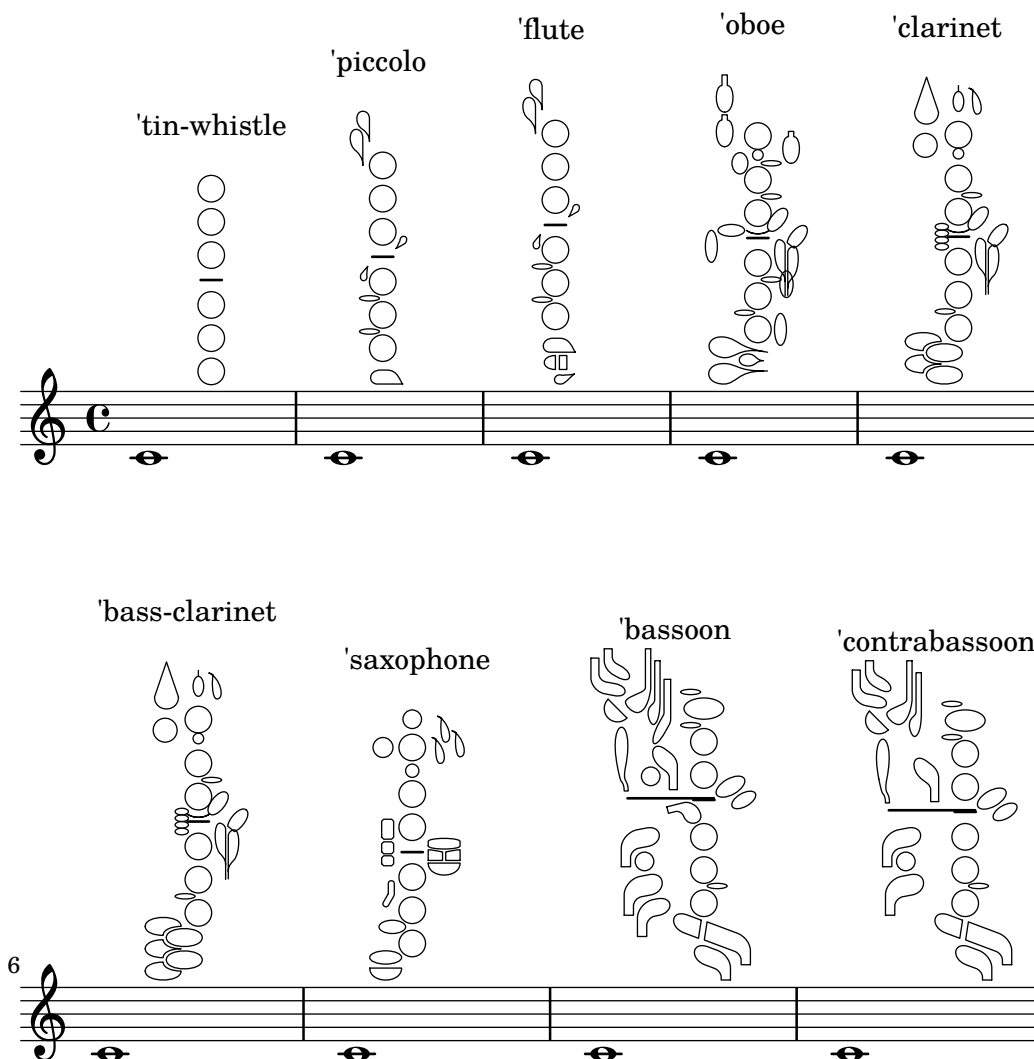 'tin-whistle
'piccolo
'flute
'oboe
'clarinet
'bass-clarinet
'saxophone
'bassoon
'contrabassoon
6